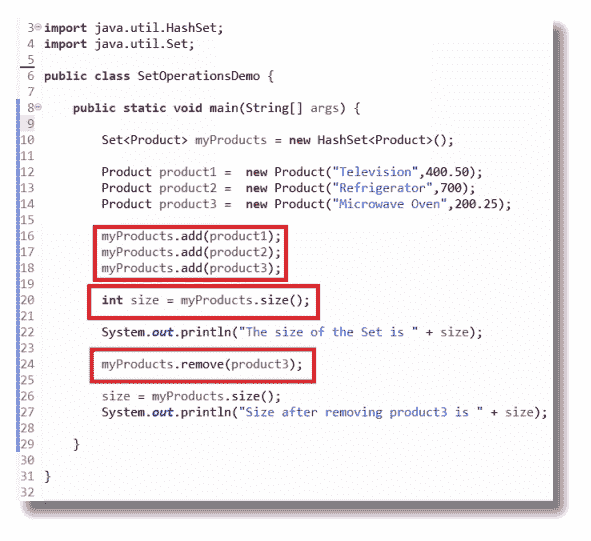 3 import java.util.HashSet;
4 import java.util.Set;
5
6 public class SetOperationsDemo {
7
8     public static void main(String[] args) {
9
10         Set<Product> myProducts = new HashSet<Product>();
11
12         Product product1 =  new Product("Television",400.50);
13         Product product2 =  new Product("Refrigerator",700);
14         Product product3 =  new Product("Microwave Oven",200.25);
15
16         myProducts.add(product1);
17         myProducts.add(product2);
18         myProducts.add(product3);
19
20         int size = myProducts.size();
21
22         System.out.println("The size of the Set is " + size);
23
24         myProducts.remove(product3);
25
26         size = myProducts.size();
27         System.out.println("Size after removing product3 is " + size);
28
29     }
30
31 }
32